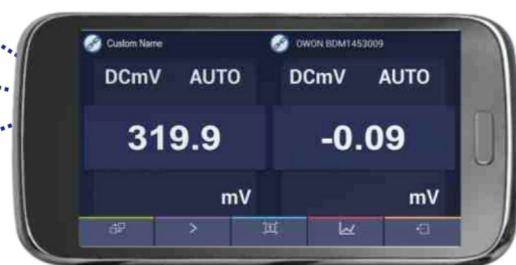 Custom Name OWON BDM1453009
DCmV AUTO DCmV AUTO
319.9 -0.09
mV mV